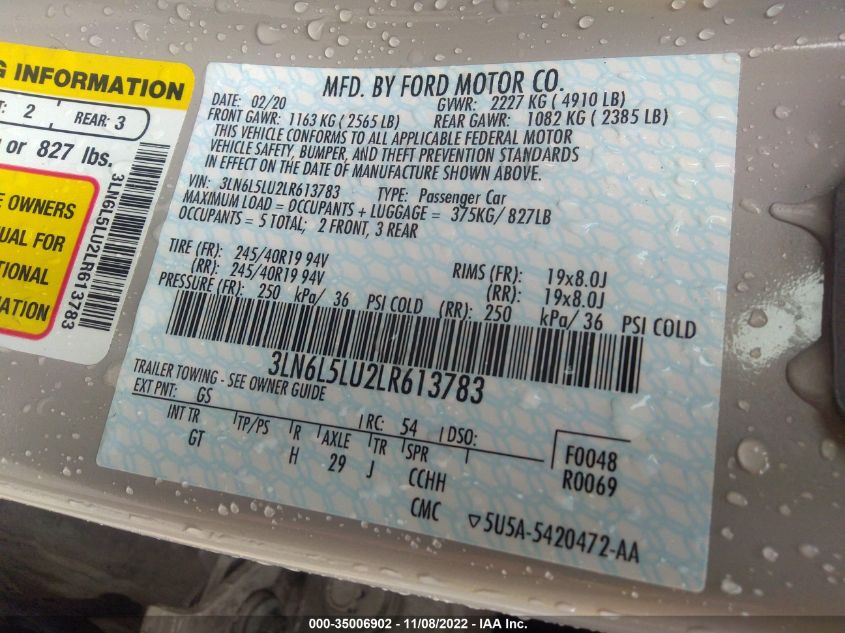 G INFORMATION
T: 2 REAR: 3
or 827 lbs.
E OWNERS
UAL FOR
TIONAL
MATION
3LN6L5LU2LR613783
MFD. BY FORD MOTOR CO.
DATE: 02/20 GVWR: 2227 KG ( 4910 LB)
FRONT GAWR: 1163 KG ( 2565 LB) REAR GAWR: 1082 KG ( 2385 LB)
THIS VEHICLE CONFORMS TO ALL APPLICABLE FEDERAL MOTOR
VEHICLE SAFETY, BUMPER, AND THEFT PREVENTION STANDARDS
IN EFFECT ON THE DATE OF MANUFACTURE SHOWN ABOVE.
VIN: 3LN6L5LU2LR613783 TYPE: Passenger Car
MAXIMUM LOAD = OCCUPANTS + LUGGAGE = 375KG/ 827LB
OCCUPANTS = 5 TOTAL; 2 FRONT, 3 REAR
TIRE (FR): 245/40R19 94V RIMS (FR): 19x8.0J
(RR): 245/40R19 94V (RR): 19x8.0J
PRESSURE (FR): 250 kPa/ 36 PSI COLD (RR): 250 kPa/ 36 PSI COLD
3LN6L5LU2LR613783
TRAILER TOWING - SEE OWNER GUIDE
EXT PNT: GS RC: 54 DSO:
INT TR TP/PS R AXLE TR SPR F0048
GT H 29 J CCHH R0069
CMC ▽5U5A-5420472-AA
000-35006902 - 11/08/2022 - IAA Inc.